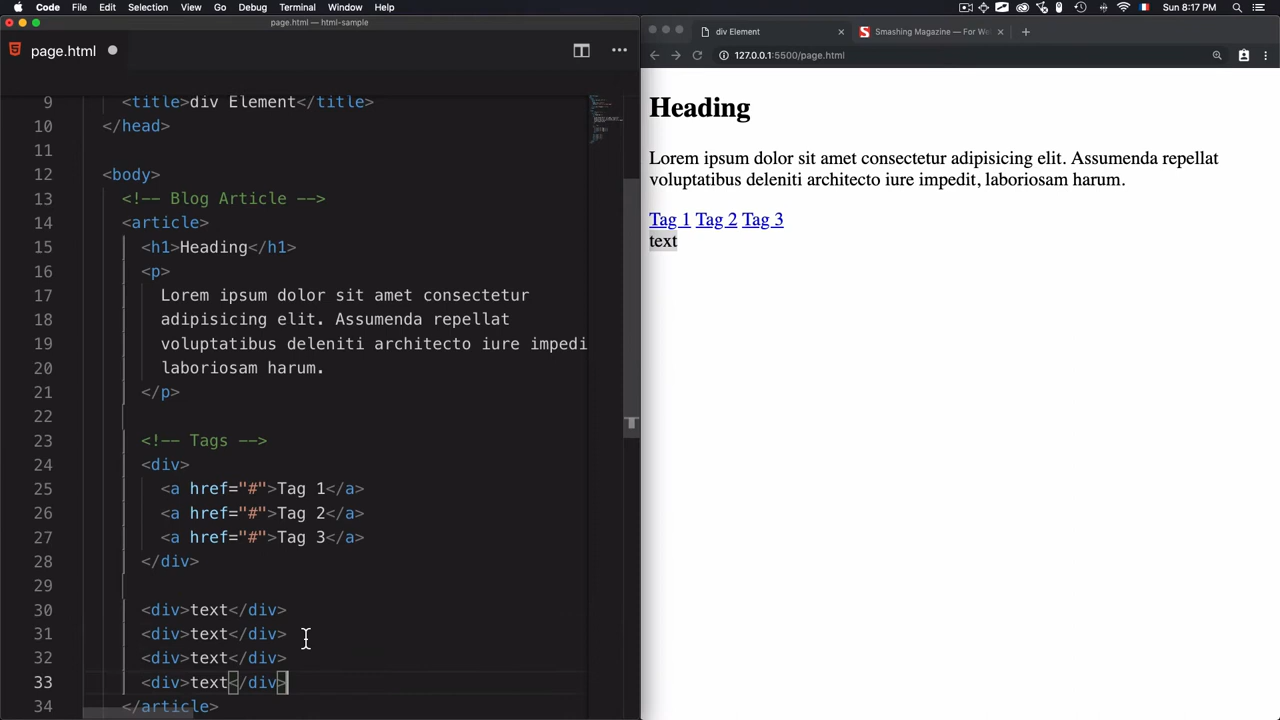 Code File Edit Selection View Go Debug Terminal Window Help
Sun 8:17 PM
page.html — html-sample
page.html
9 <title>div Element</title>
10 </head>
11
12 <body>
13 <!-- Blog Article -->
14 <article>
15 <h1>Heading</h1>
16 <p>
17 Lorem ipsum dolor sit amet consectetur
18 adipisicing elit. Assumenda repellat
19 voluptatibus deleniti architecto iure impedi
20 laboriosam harum.
21 </p>
22
23 <!-- Tags -->
24 <div>
25 <a href="#">Tag 1</a>
26 <a href="#">Tag 2</a>
27 <a href="#">Tag 3</a>
28 </div>
29
30 <div>text</div>
31 <div>text</div>
32 <div>text</div>
33 <div>text</div>
34 </article>
div Element
Smashing Magazine — For We
127.0.0.1:5500/page.html
Heading
Lorem ipsum dolor sit amet consectetur adipisicing elit. Assumenda repellat
voluptatibus deleniti architecto iure impedit, laboriosam harum.
Tag 1 Tag 2 Tag 3
text